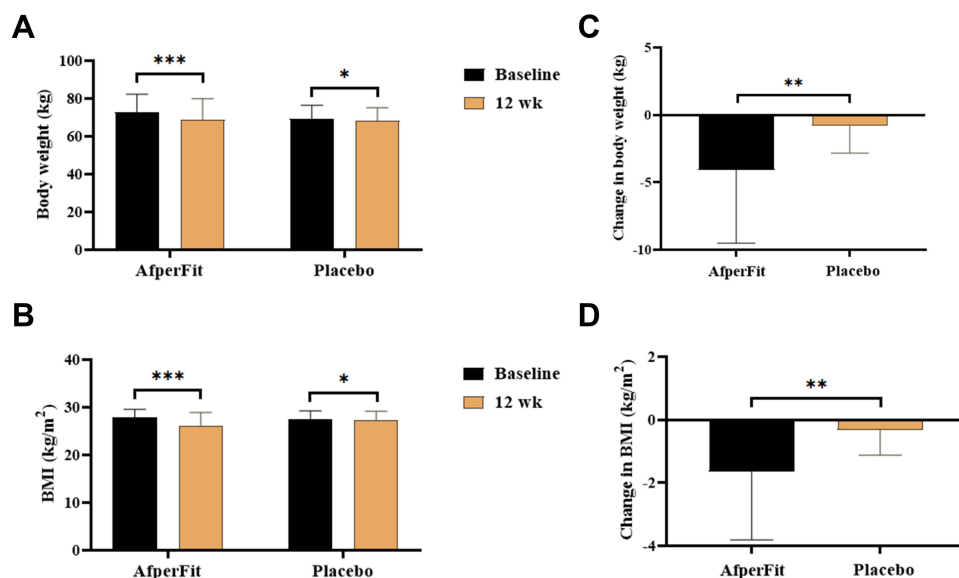 A
Body weight (kg)
100
80
60
40
20
0
***
*
AfperFit
Placebo
Baseline
12 wk
C
Change in body weight (kg)
5
0
-5
-10
**
AfperFit
Placebo
B
BMI (kg/m²)
40
30
20
10
0
***
*
AfperFit
Placebo
Baseline
12 wk
D
Change in BMI (kg/m²)
2
0
-2
-4
**
AfperFit
Placebo